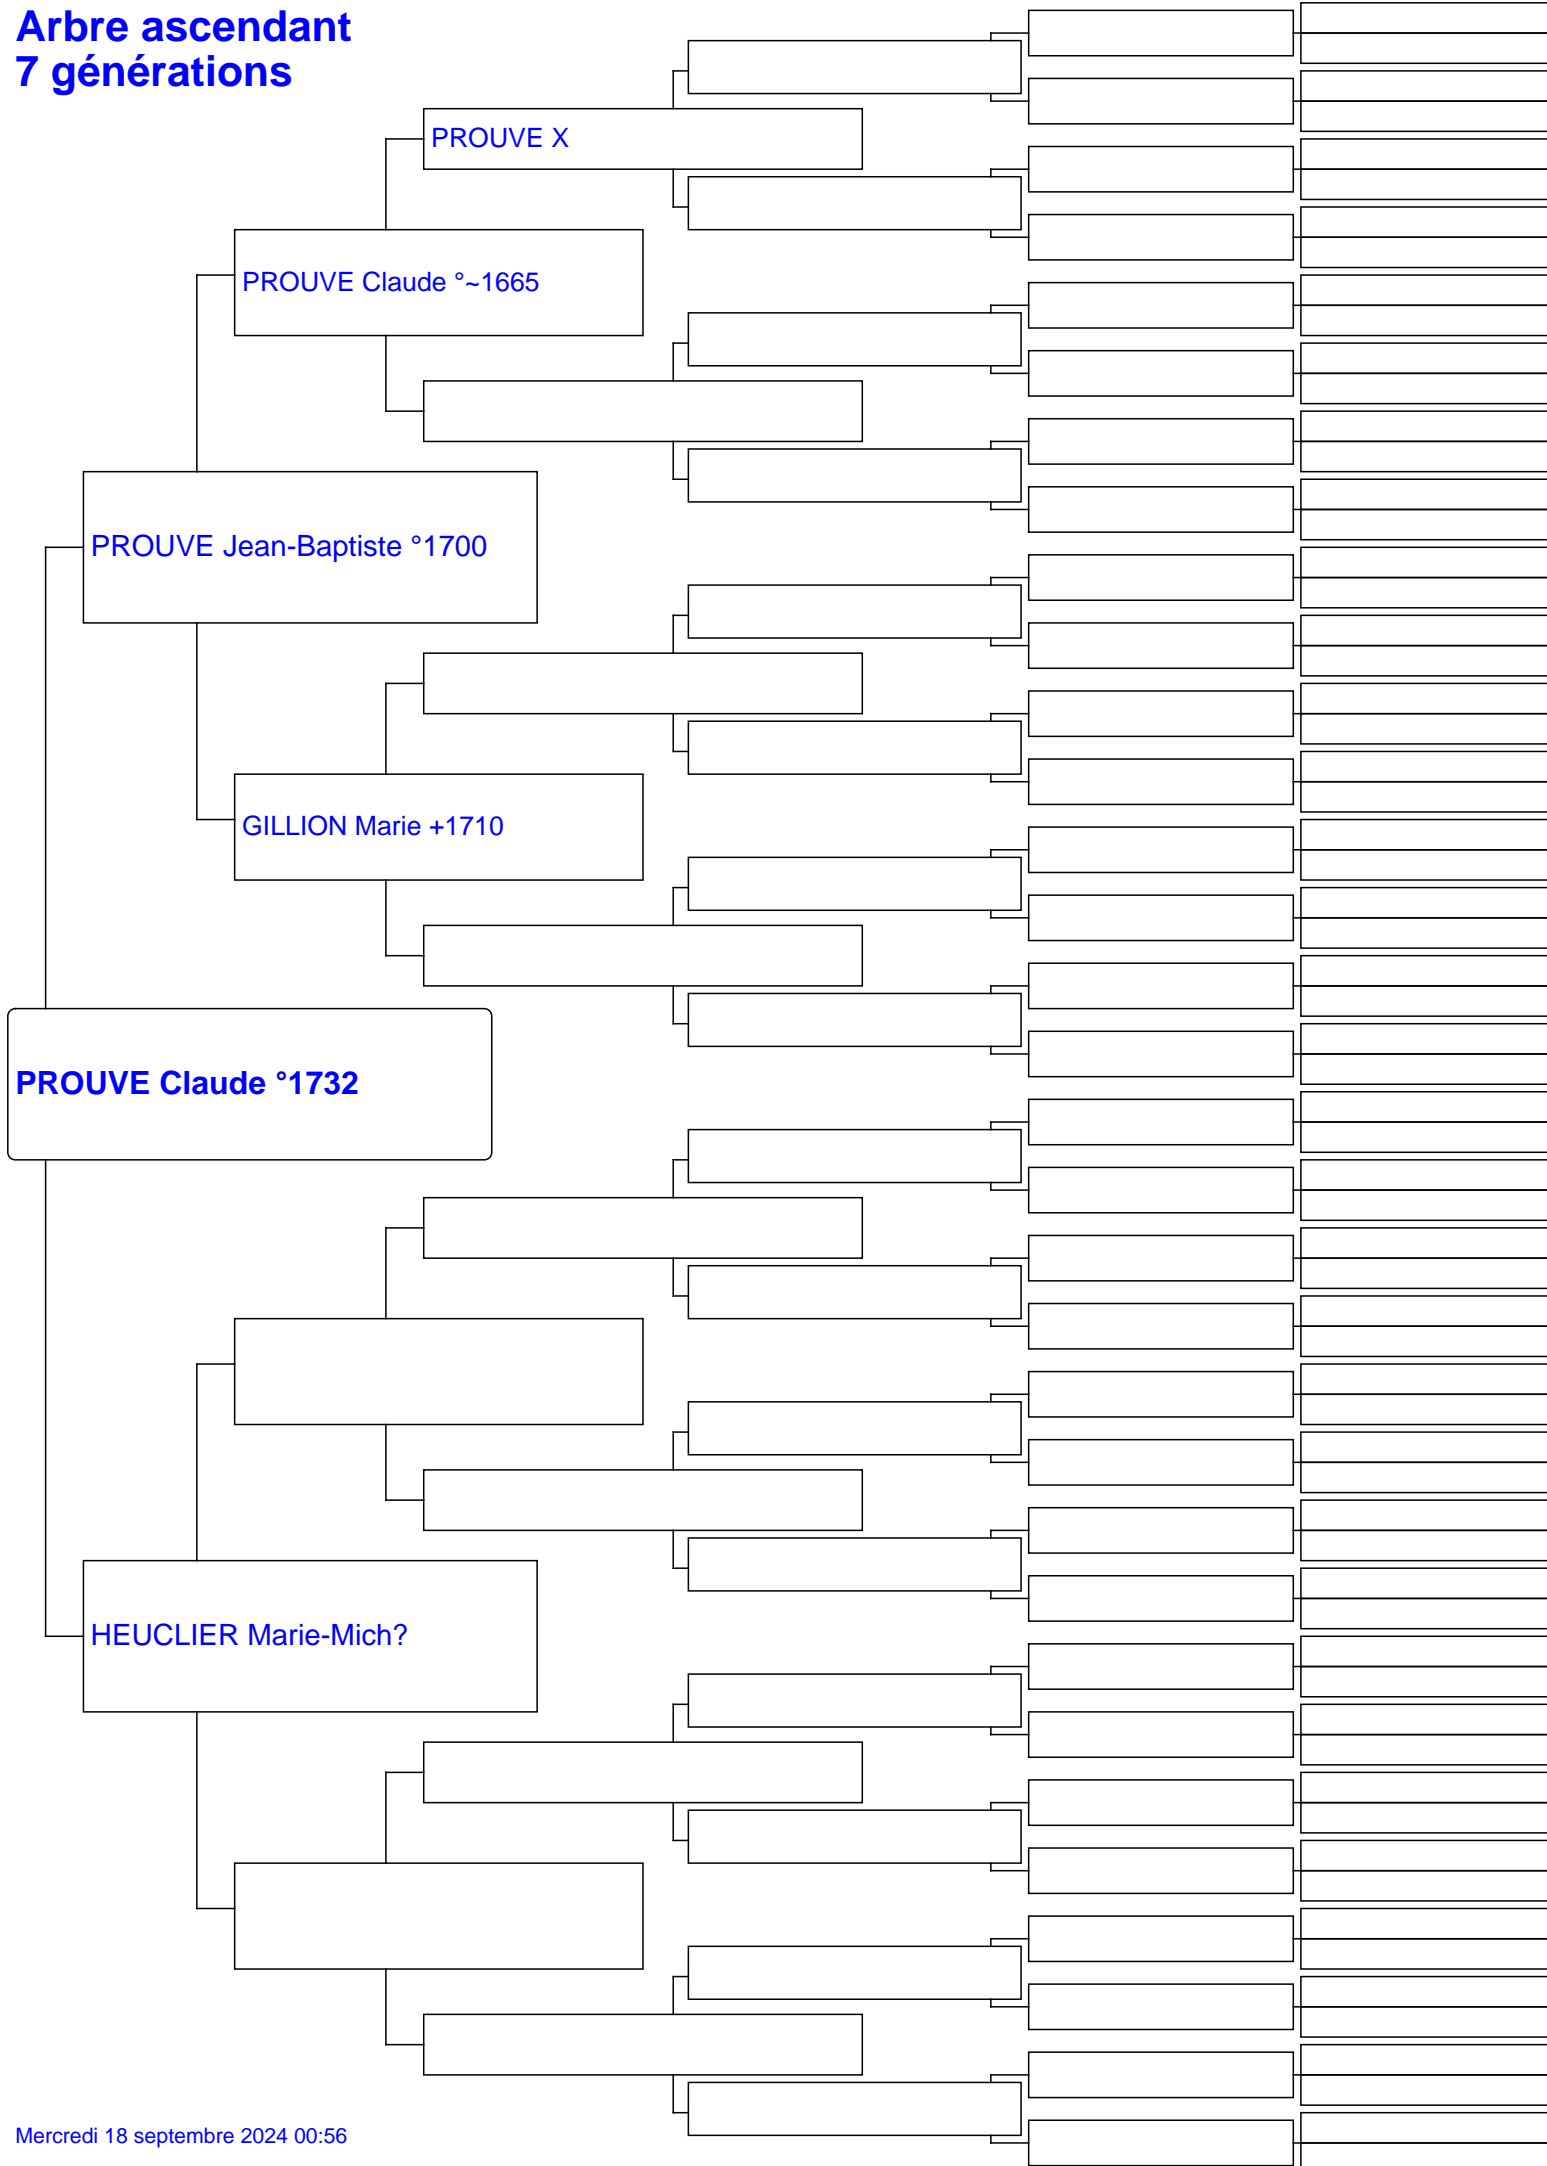 Arbre ascendant
7 générations
PROUVE X
PROUVE Claude °~1665
PROUVE Jean-Baptiste °1700
GILLION Marie +1710
PROUVE Claude °1732
HEUCLIER Marie-Mich?
Mercredi 18 septembre 2024 00:56